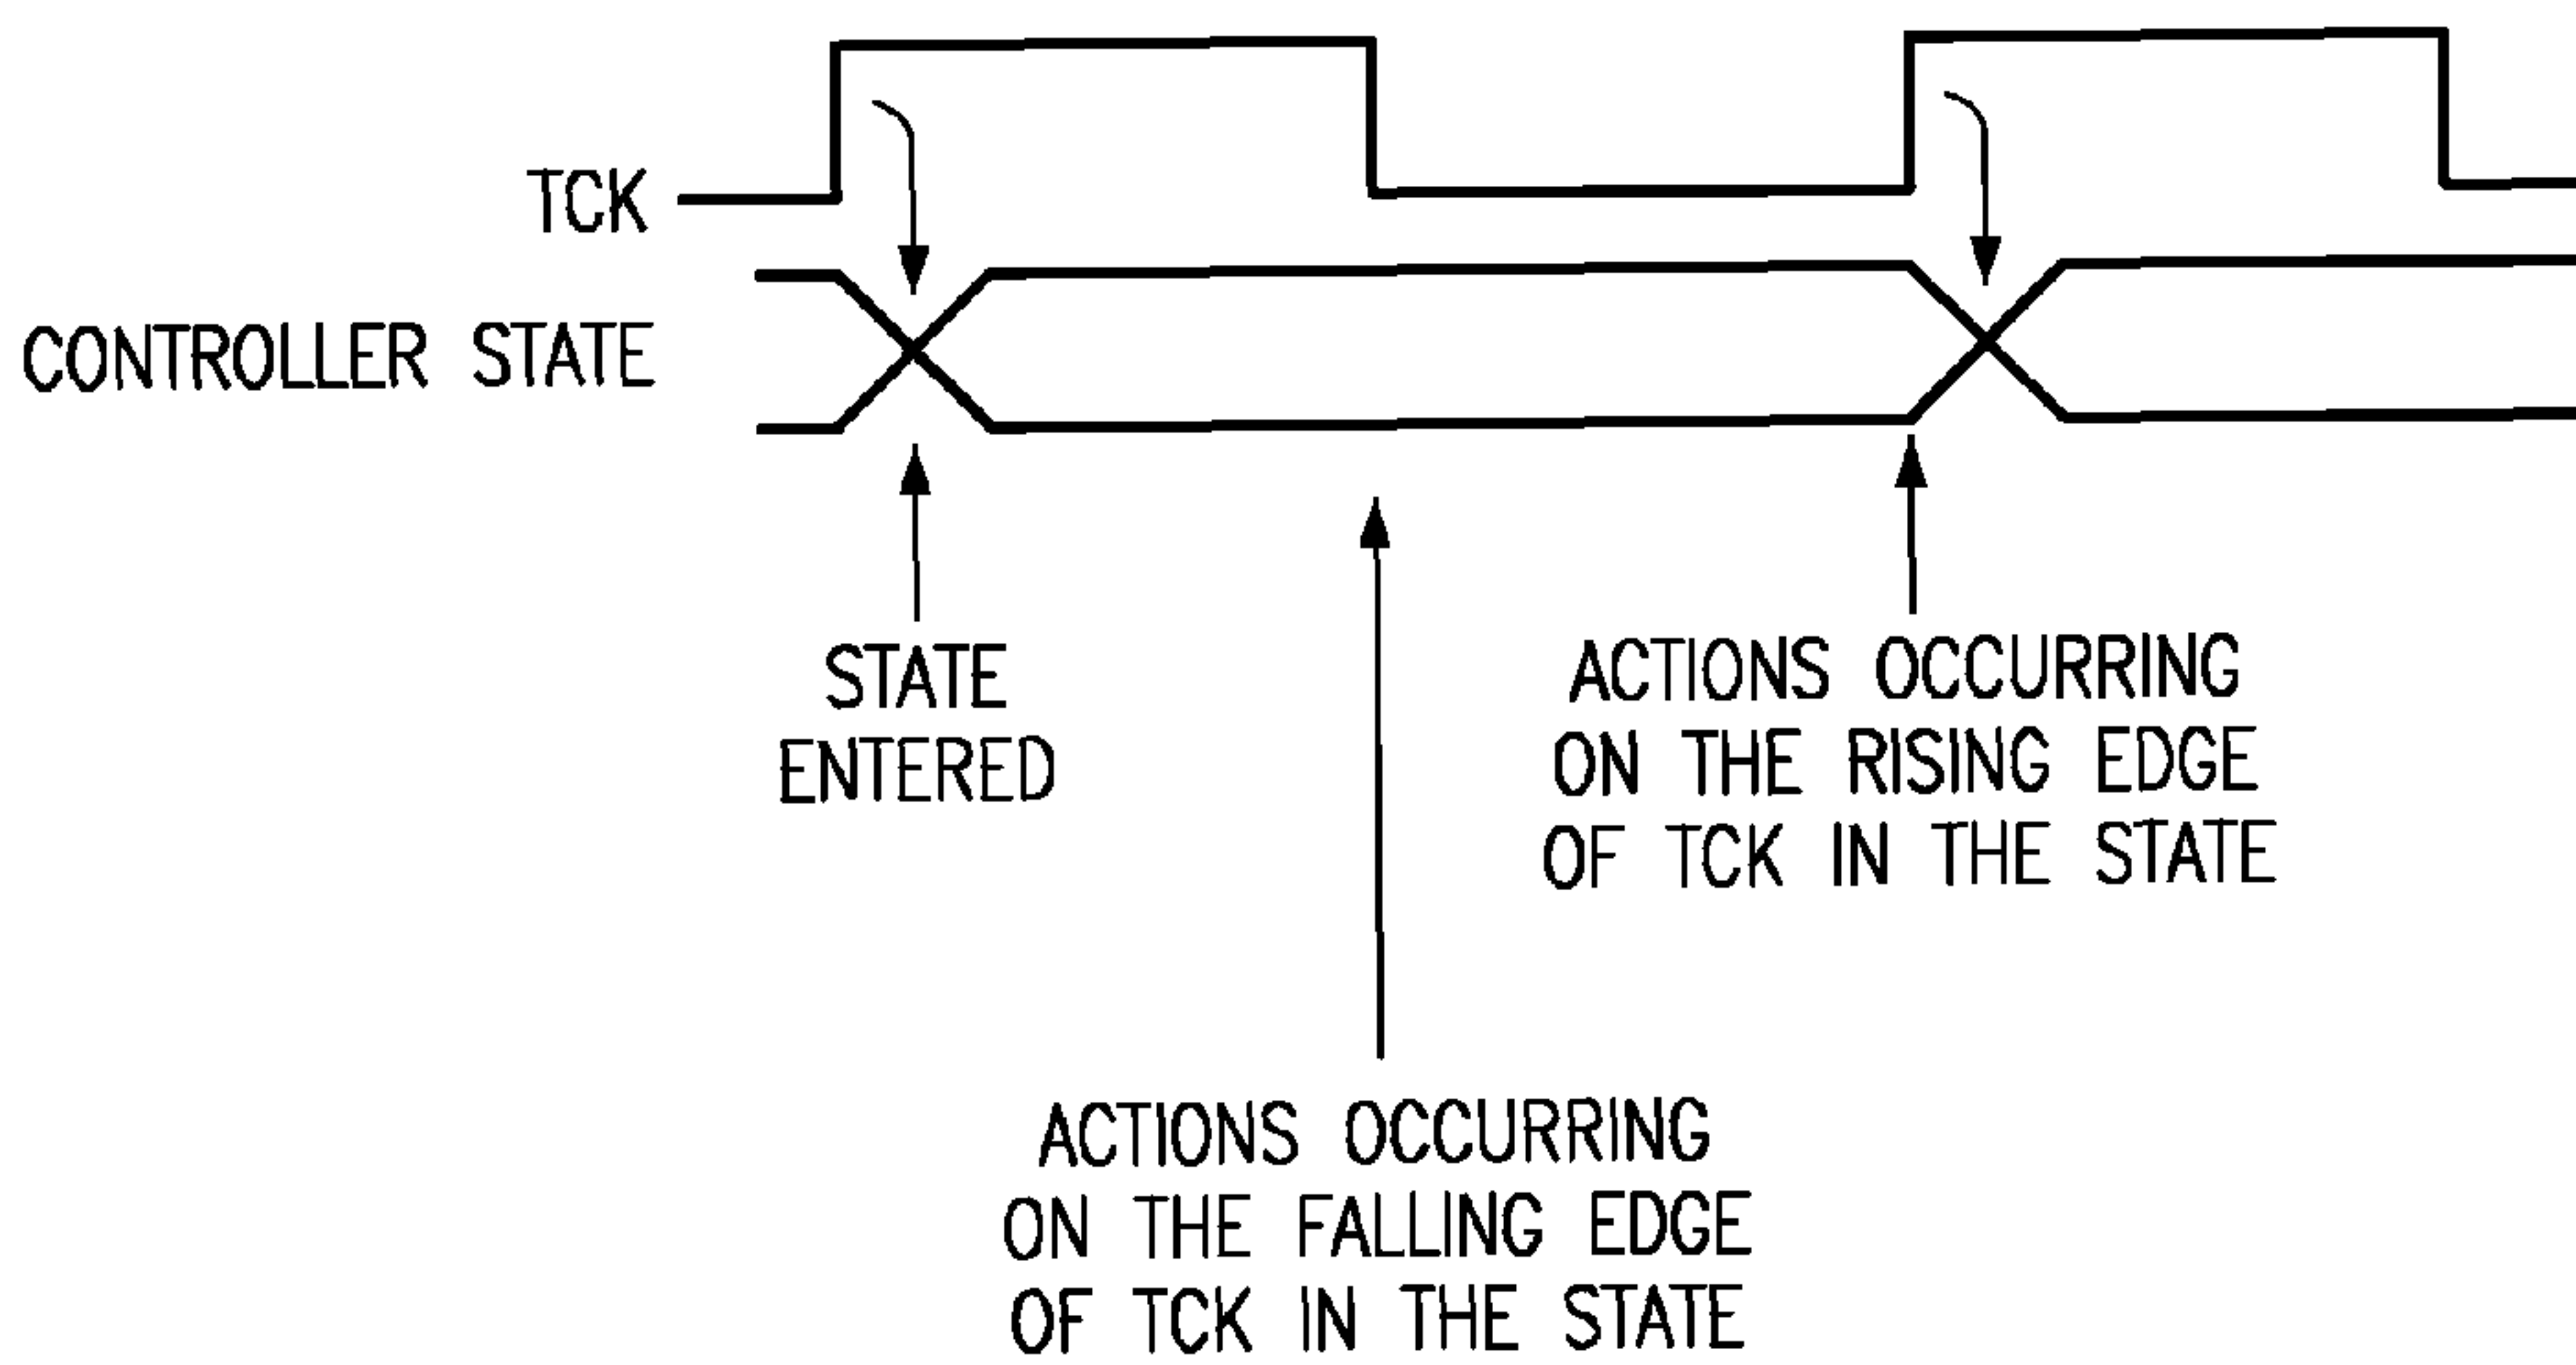 TCK
CONTROLLER STATE
STATE
ENTERED
ACTIONS OCCURRING
ON THE RISING EDGE
OF TCK IN THE STATE
ACTIONS OCCURRING
ON THE FALLING EDGE
OF TCK IN THE STATE